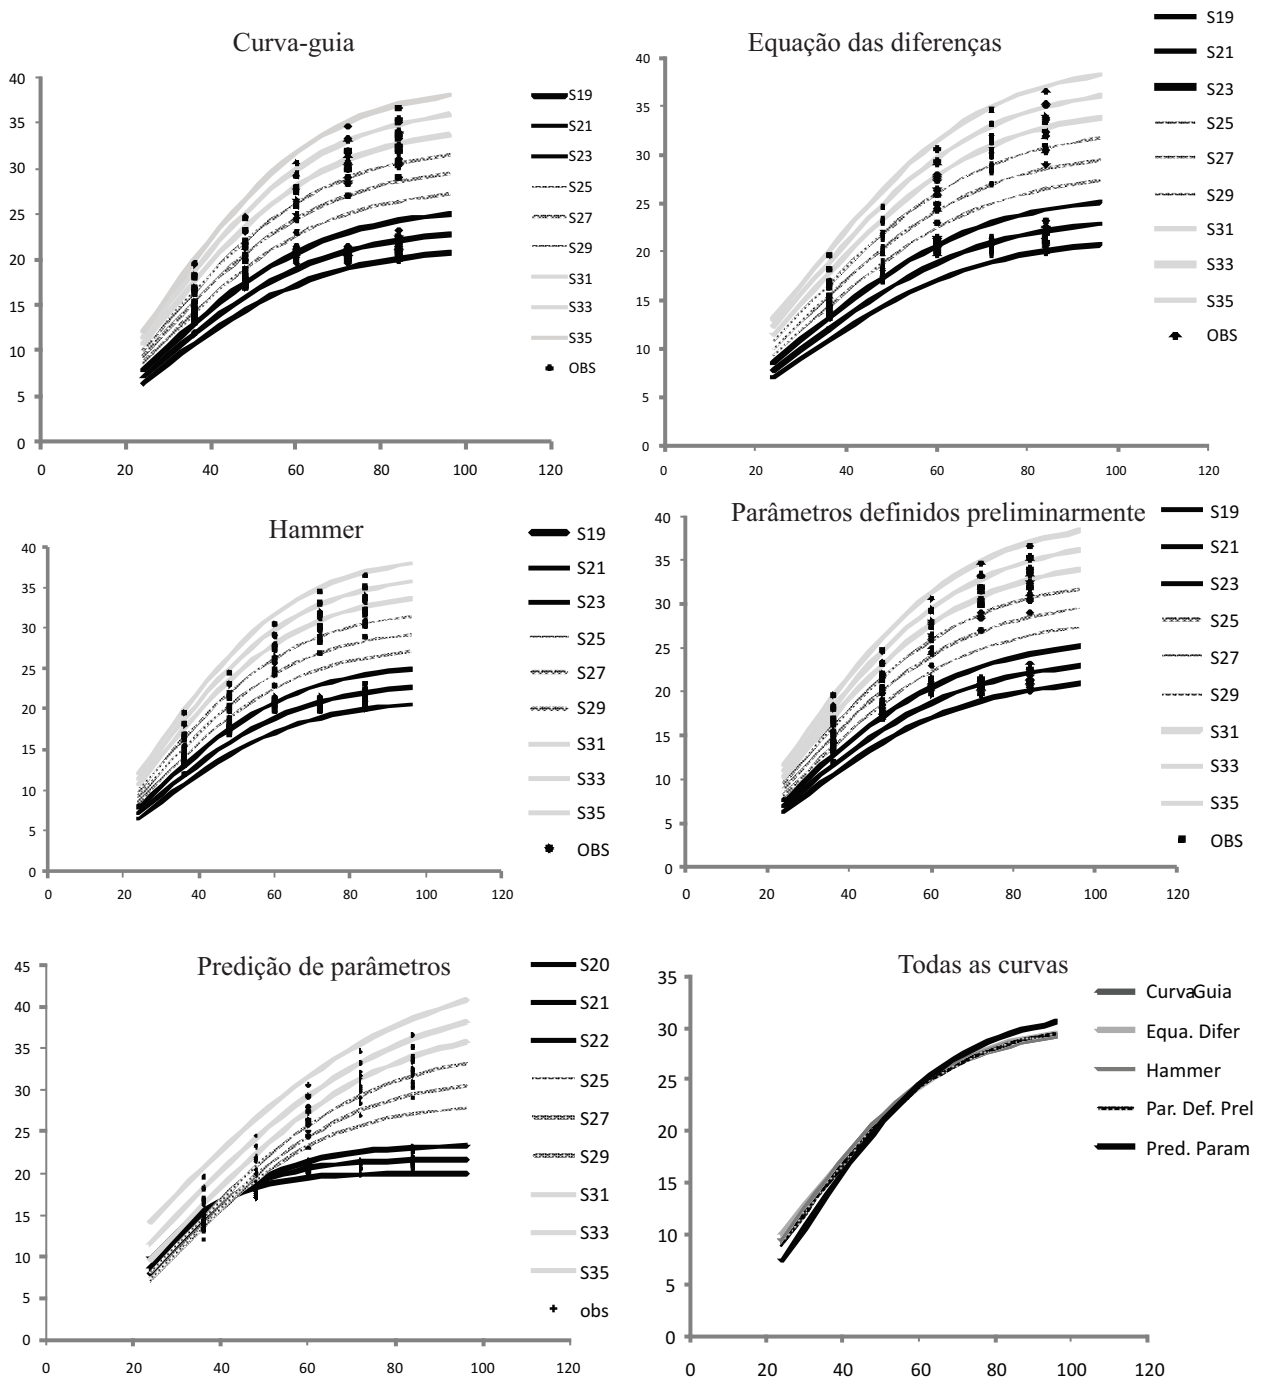 Curva-guia
40
35
30
25
20
15
10
5
0
0 20 40 60 80 100 120
S19
S21
S23
S25
S27
S29
S31
S33
S35
OBS
Equação das diferenças
40
35
30
25
20
15
10
5
0
0 20 40 60 80 100 120
S19
S21
S23
S25
S27
S29
S31
S33
S35
OBS
Hammer
40
35
30
25
20
15
10
5
0
0 20 40 60 80 100 120
S19
S21
S23
S25
S27
S29
S31
S33
S35
OBS
Parâmetros definidos preliminarmente
40
35
30
25
20
15
10
5
0
0 20 40 60 80 100 120
S19
S21
S23
S25
S27
S29
S31
S33
S35
OBS
Predição de parâmetros
45
40
35
30
25
20
15
10
5
0
0 20 40 60 80 100 120
S20
S21
S22
S25
S27
S29
S31
S33
S35
obs
Todas as curvas
35
30
25
20
15
10
5
0
0 20 40 60 80 100 120
CurvaGuia
Equa. Difer
Hammer
Par. Def. Prel
Pred. Param